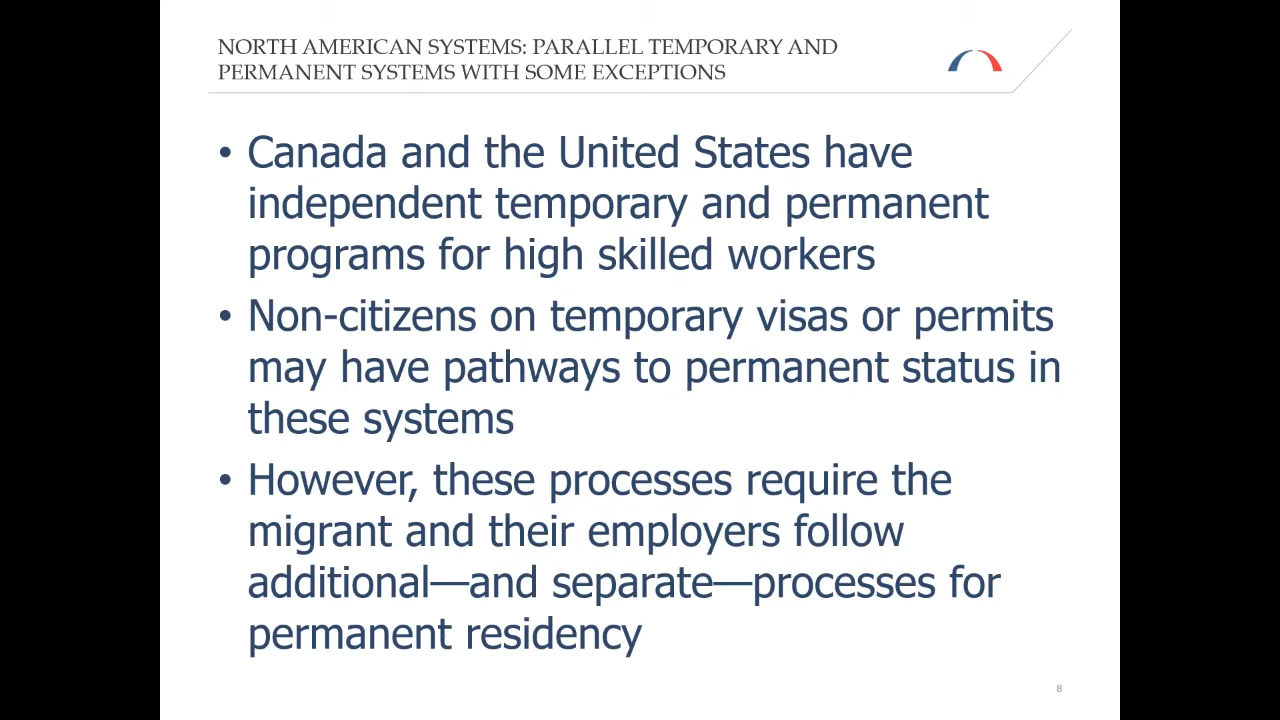 NORTH AMERICAN SYSTEMS: PARALLEL TEMPORARY AND
PERMANENT SYSTEMS WITH SOME EXCEPTIONS
• Canada and the United States have
independent temporary and permanent
programs for high skilled workers
• Non-citizens on temporary visas or permits
may have pathways to permanent status in
these systems
• However, these processes require the
migrant and their employers follow
additional—and separate—processes for
permanent residency
8